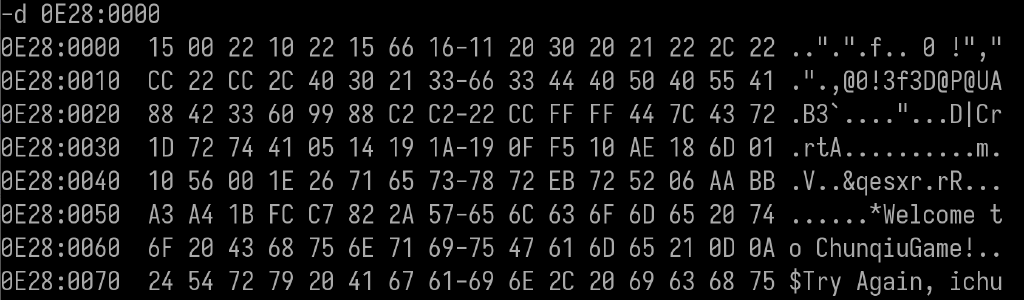 -d 0E28:0000
0E28:0000  15 00 22 10 22 15 66 16-11 20 30 20 21 22 2C 22 ..".".f.. 0 !","
0E28:0010  CC 22 CC 2C 40 30 21 33-66 33 44 40 50 40 55 41 .".,@0!3f3D@P@UA
0E28:0020  88 42 33 60 99 88 C2 C2-22 CC FF FF 44 7C 43 72 .B3`...."...D|Cr
0E28:0030  1D 72 74 41 05 14 19 1A-19 0F F5 10 AE 18 6D 01 .rtA..........m.
0E28:0040  10 56 00 1E 26 71 65 73-78 72 EB 72 52 06 AA BB .V..&qesxr.rR...
0E28:0050  A3 A4 1B FC C7 82 2A 57-65 6C 63 6F 6D 65 20 74 ......*Welcome t
0E28:0060  6F 20 43 68 75 6E 71 69-75 47 61 6D 65 21 0D 0A o ChunqiuGame!..
0E28:0070  24 54 72 79 20 41 67 61-69 6E 2C 20 69 63 68 75 $Try Again, ichu